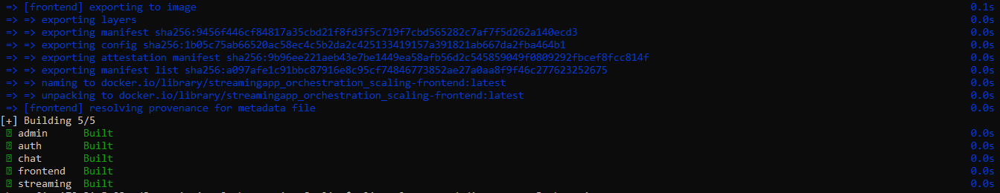 => [frontend] exporting to image 0.1s
=> => exporting layers 0.0s
=> => exporting manifest sha256:9456f446cf84817a35cbd21f8fd3f5c719f7cbd565282c7af7f5d262a140ecd3 0.0s
=> => exporting config sha256:1b05c75ab66520ac58ec4c5b2da2c425133419157a391821ab667da2fba464b1 0.0s
=> => exporting attestation manifest sha256:9b96ee221aeb43e7be1449ea58afb56d2c545859049f0809292fbcef8fcc814f 0.0s
=> => exporting manifest list sha256:a097afe1c91bbc87916e8c95cf74846773852ae27a0aa8f9f46c277623252675 0.0s
=> => naming to docker.io/library/streamingapp_orchestration_scaling-frontend:latest 0.0s
=> => unpacking to docker.io/library/streamingapp_orchestration_scaling-frontend:latest 0.0s
=> [frontend] resolving provenance for metadata file 0.0s
[+] Building 5/5
admin Built 0.0s
auth Built 0.0s
chat Built 0.0s
frontend Built 0.0s
streaming Built 0.0s